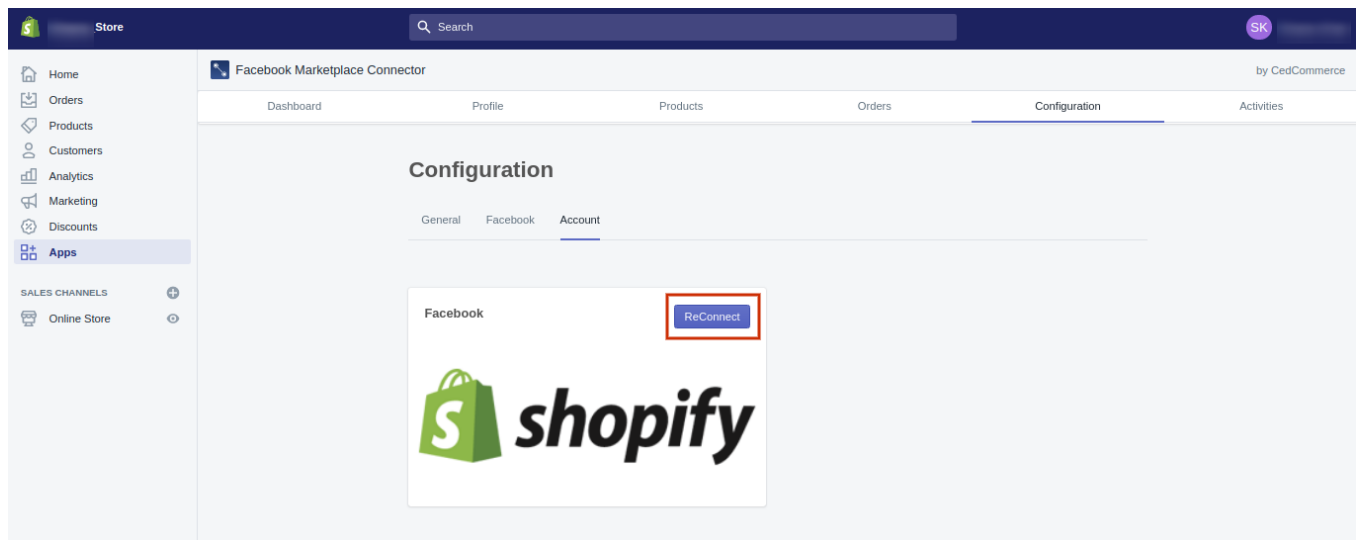 Store
Search
SK
Home
Orders
Products
Customers
Analytics
Marketing
Discounts
Apps
SALES CHANNELS
Online Store
Facebook Marketplace Connector
by CedCommerce
Dashboard Profile Products Orders Configuration Activities
Configuration
General Facebook Account
Facebook
ReConnect
shopify